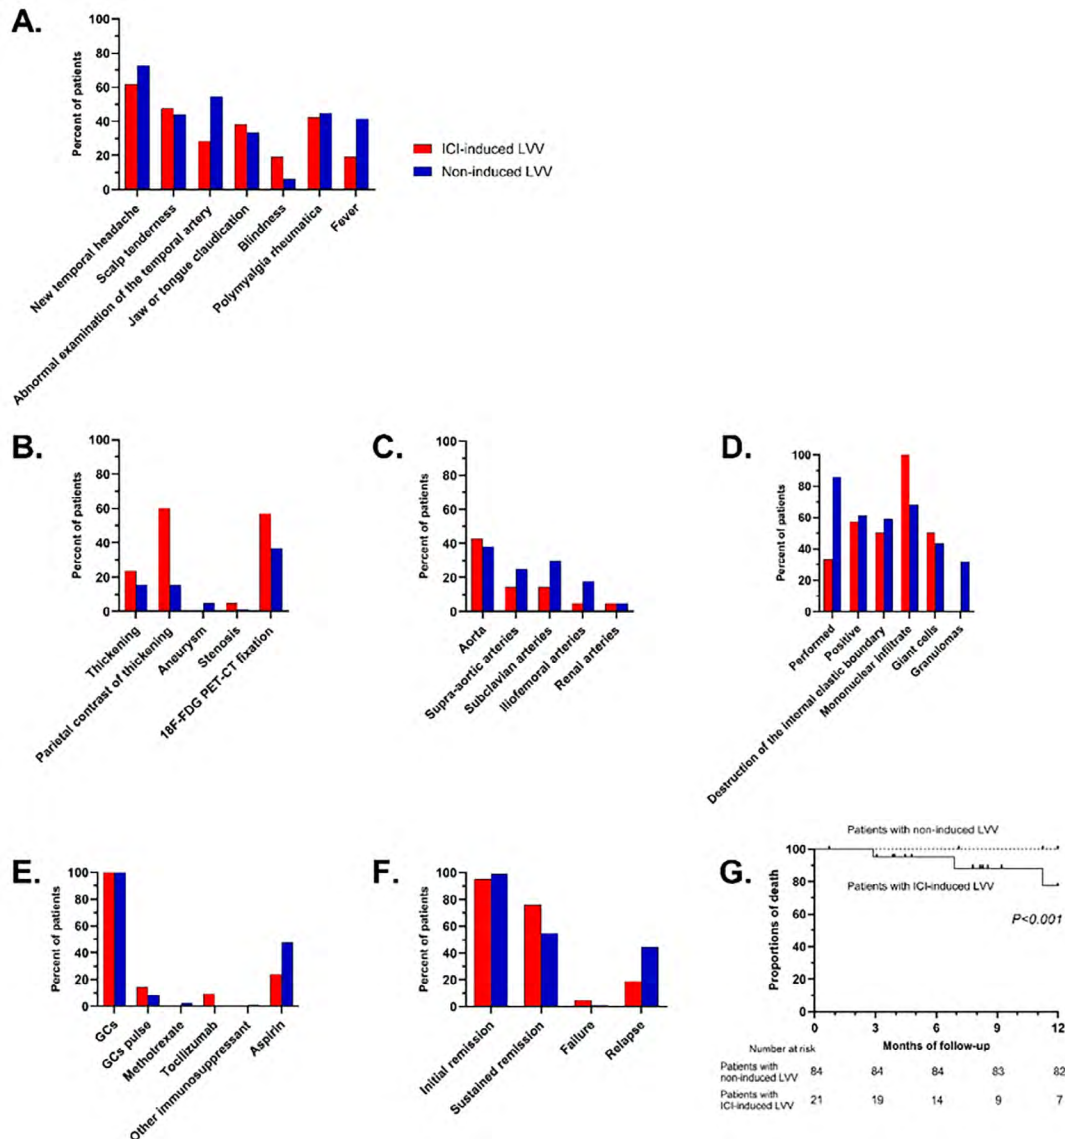 A.
Percent of patients
100
80
60
40
20
0
New temporal headache
Scalp tenderness
Abnormal examination of the temporal artery
Jaw or tongue claudication
Blindness
Polymyalgia rheumatica
Fever
ICI-induced LVV
Non-induced LVV
B.
Percent of patients
100
80
60
40
20
0
Thickening
Parietal contrast of thickening
Aneurysm
Stenosis
18F-FDG PET-CT fixation
C.
Percent of patients
100
80
60
40
20
0
Aorta
Supra-aortic arteries
Subclavian arteries
Iliofemoral arteries
Renal arteries
D.
Percent of patients
100
80
60
40
20
0
Performed
Positive
Destruction of the internal elastic boundary
Mononuclear Infiltrate
Giant cells
Granulomas
E.
Percent of patients
100
80
60
40
20
0
GCs
GCs pulse
Methotrexate
Tocilizumab
Other immunosuppressant
Aspirin
F.
Percent of patients
100
80
60
40
20
0
Initial remission
Sustained remission
Failure
Relapse
G.
Patients with non-induced LVV
Patients with ICI-induced LVV
P<0.001
Proportions of death
100
80
60
40
20
0
0 3 6 9 12
Months of follow-up
Number at risk
Patients with
non-induced LVV 84 84 84 83 82
Patients with
ICI-induced LVV 21 19 14 9 7